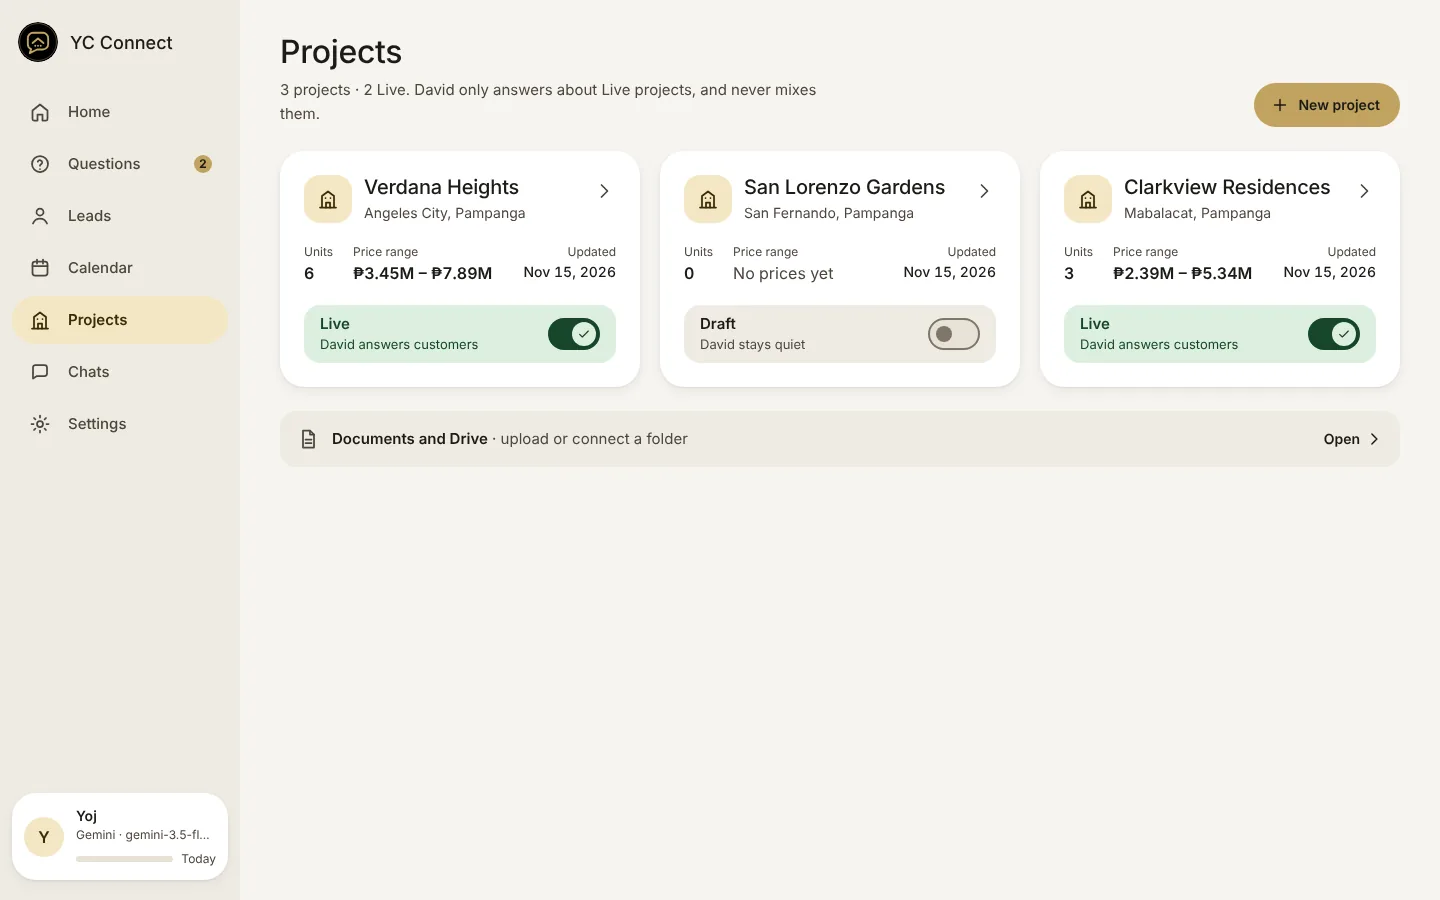 YC Connect
Home
Questions
2
Leads
Calendar
Projects
Chats
Settings
Yoj
Gemini · gemini-3.5-fl...
Today
Y
Projects
3 projects · 2 Live. David only answers about Live projects, and never mixes
them.
New project
Verdana Heights
Angeles City, Pampanga
Units Price range Updated
6 ₱3.45M – ₱7.89M Nov 15, 2026
Live
David answers customers
San Lorenzo Gardens
San Fernando, Pampanga
Units Price range Updated
0 No prices yet Nov 15, 2026
Draft
David stays quiet
Clarkview Residences
Mabalacat, Pampanga
Units Price range Updated
3 ₱2.39M – ₱5.34M Nov 15, 2026
Live
David answers customers
Documents and Drive · upload or connect a folder
Open